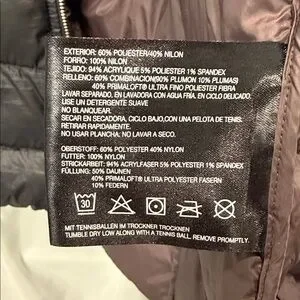 EXTERIOR: 60% POLIESTER/40% NILON
FORRO: 100% NILON
TEJIDO: 94% ACRYLIQUE 5% POLIESTER 1% SPANDEX
RELLENO: 60% COMBINACION(90% PLUMON 10% PLUMAS)
40% PRIMALOFT® ULTRA FINO POLIESTER FIBRA
LAVAR SEPARADO, EN LAVADORA CON AGUA FRIA, EN CICLO DELICADO.
USE UN DETERGENTE SUAVE
NO BLANQUEAR.
SECAR EN SECADORA, CICLO BAJO,CON UNA PELOTA DE TENIS.
RETIRAR RAPIDAMENTE.
NO USAR PLANCHA. NO LAVAR AL SECO.
OBERSTOFF: 60% POLYESTER 40% NYLON
FUTTER: 100% NYLON
STRICKARBEIT: 94% ACRYLFASER 5% POLYESTER 1% SPANDEX
FÜLLUNG: 50% DAUNEN
40% PRIMALOFT® ULTRA POLYESTER FASERN
10% FEDERN
30
MIT TENNISBALLEN IM TROCKNER TROCKNEN
TUMBLE DRY LOW AND WITH A TENNIS BALL. REMOVE PROMPTLY.